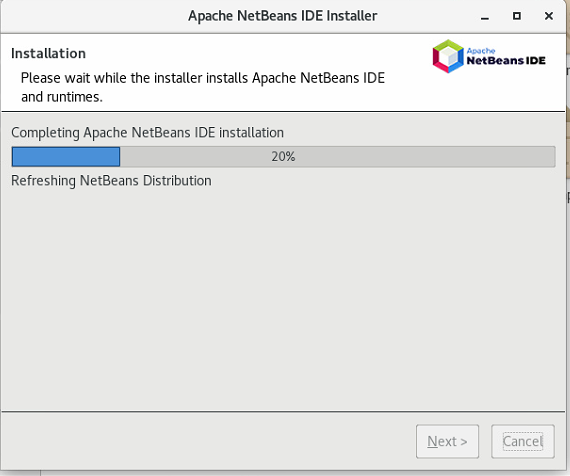 Apache NetBeans IDE Installer
Installation
Please wait while the installer installs Apache NetBeans IDE
and runtimes.
Apache
NetBeans IDE
Completing Apache NetBeans IDE installation
20%
Refreshing NetBeans Distribution
Next >
Cancel